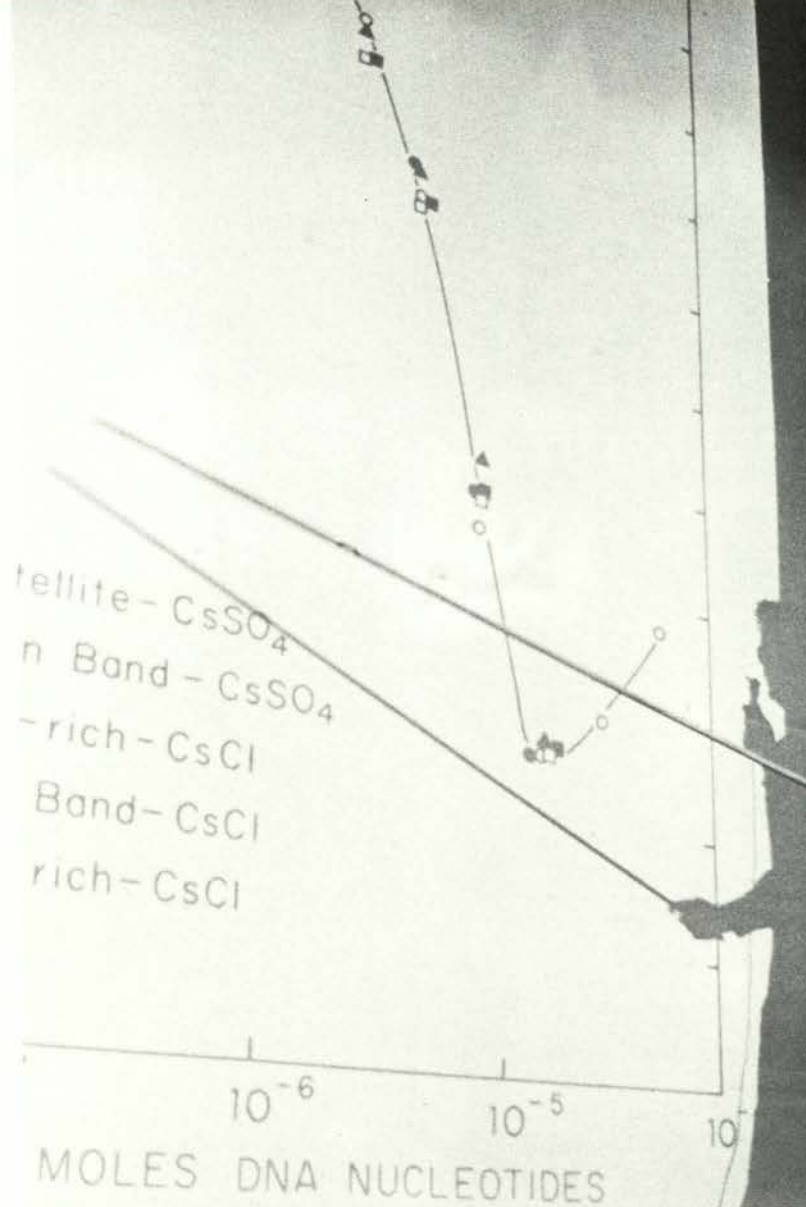 tellite-CsSO₄
n Band-CsSO₄
-rich-CsCl
Band-CsCl
rich-CsCl
10⁻⁶ 10⁻⁵ 10⁻
MOLES DNA NUCLEOTIDES